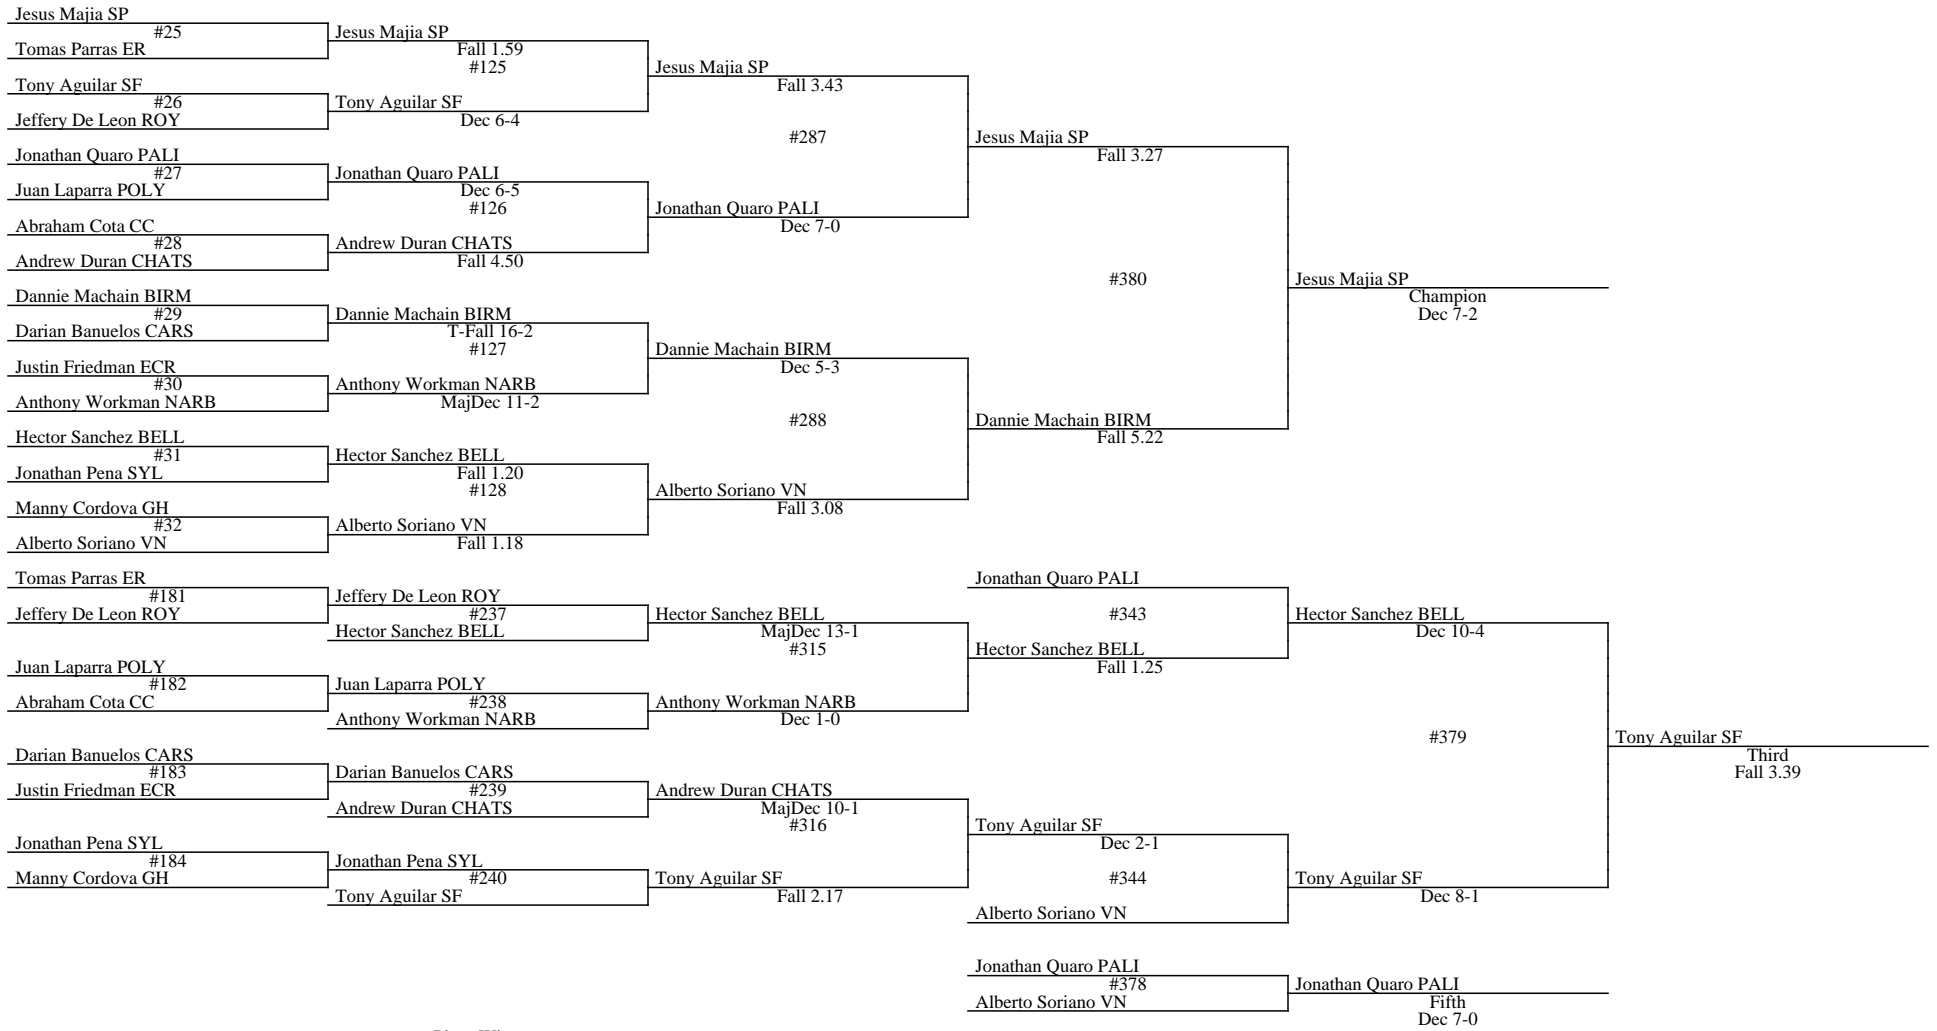 Jesus Majia SP
#25
Tomas Parras ER
Tony Aguilar SF
#26
Jeffery De Leon ROY
Jonathan Quaro PALI
#27
Juan Laparra POLY
Abraham Cota CC
#28
Andrew Duran CHATS
Dannie Machain BIRM
#29
Darian Banuelos CARS
Justin Friedman ECR
#30
Anthony Workman NARB
Hector Sanchez BELL
#31
Jonathan Pena SYL
Manny Cordova GH
#32
Alberto Soriano VN
Jesus Majia SP
Fall 1.59
#125
Tony Aguilar SF
Dec 6-4
Jonathan Quaro PALI
Dec 6-5
#126
Andrew Duran CHATS
Fall 4.50
Dannie Machain BIRM
T-Fall 16-2
#127
Anthony Workman NARB
MajDec 11-2
Hector Sanchez BELL
Fall 1.20
#128
Alberto Soriano VN
Fall 1.18
Jesus Majia SP
Fall 3.43
#287
Jonathan Quaro PALI
Dec 7-0
Dannie Machain BIRM
Dec 5-3
#288
Alberto Soriano VN
Fall 3.08
Jesus Majia SP
Fall 3.27
#380
Dannie Machain BIRM
Fall 5.22
Jesus Majia SP
Champion
Dec 7-2
Tomas Parras ER
#181
Jeffery De Leon ROY
Juan Laparra POLY
#182
Abraham Cota CC
Darian Banuelos CARS
#183
Justin Friedman ECR
Jonathan Pena SYL
#184
Manny Cordova GH
Jeffery De Leon ROY
#237
Hector Sanchez BELL
Juan Laparra POLY
#238
Anthony Workman NARB
Darian Banuelos CARS
#239
Andrew Duran CHATS
Jonathan Pena SYL
#240
Tony Aguilar SF
Hector Sanchez BELL
MajDec 13-1
#315
Anthony Workman NARB
Dec 1-0
Andrew Duran CHATS
MajDec 10-1
#316
Tony Aguilar SF
Fall 2.17
Jonathan Quaro PALI
#343
Hector Sanchez BELL
Fall 1.25
Tony Aguilar SF
Dec 2-1
#344
Alberto Soriano VN
Hector Sanchez BELL
Dec 10-4
#379
Tony Aguilar SF
Dec 8-1
Tony Aguilar SF
Third
Fall 3.39
Jonathan Quaro PALI
#378
Alberto Soriano VN
Jonathan Quaro PALI
Fifth
Dec 7-0